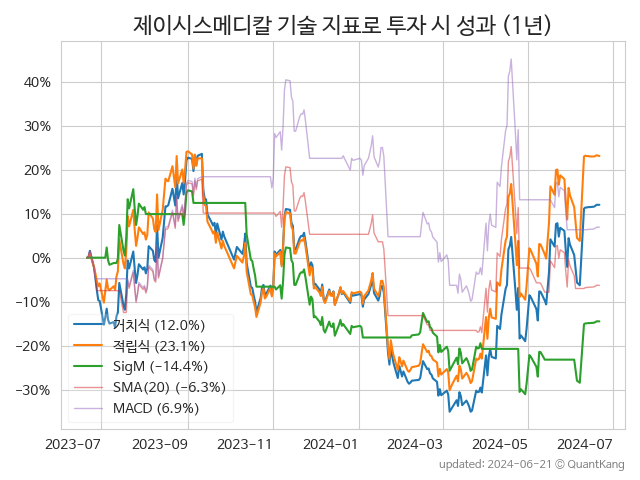 제이시스메디칼 기술 지표로 투자 시 성과 (1년)
40%
30%
20%
10%
0%
−10%
−20%
−30%
거치식 (12.0%)
적립식 (23.1%)
SigM (−14.4%)
SMA(20) (−6.3%)
MACD (6.9%)
2023-07 2023-09 2023-11 2024-01 2024-03 2024-05 2024-07
updated: 2024-06-21 © QuantKang